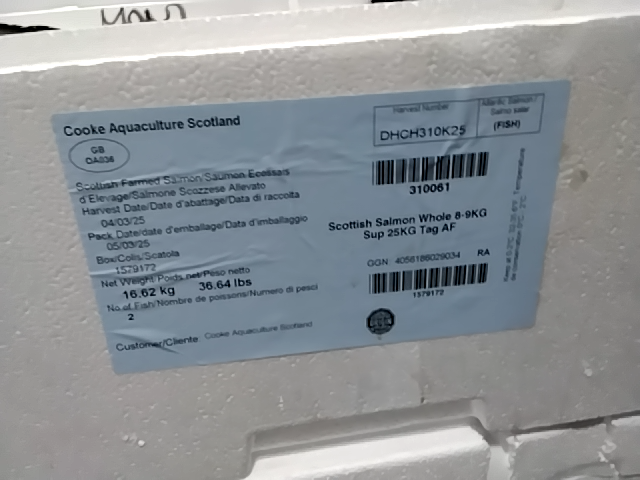 Cooke Aquaculture Scotland
GB
Harvest Number
DHCH310K25
Atlantic Salmon /
Salmo salar
(FISH)
Scottish Farmed Salmon/Saumon Ecossais
d'Elevage/Salmone Scozzese Allevato
Harvest Date/Date d'abattage/Data di raccolta
04/03/25
Pack Date/date d'emballage/Data d'imballaggio
05/03/25
Box/Colis/Scatola
1579172
Net Weight/Poids net/Peso netto
16.62 kg 36.64 lbs
No.of Fish/Nombre de poissons/Numero di pesci
2
Customer/Cliente Cooke Aquaculture Scotland
310061
Scottish Salmon Whole 8-9KG
Sup 25KG Tag AF
GGN 4056186029034 RA
1579172